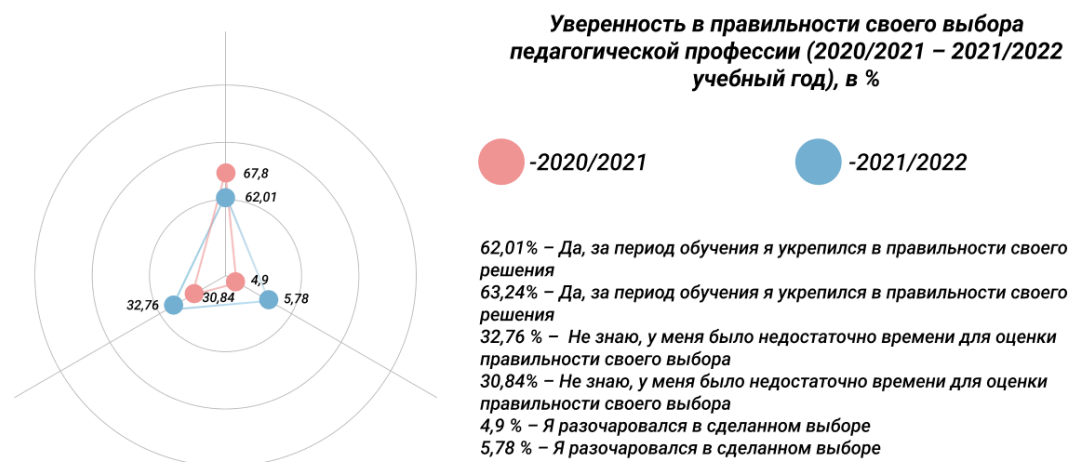 Уверенность в правильности своего выбора
педагогической профессии (2020/2021 – 2021/2022
учебный год), в %
-2020/2021
-2021/2022
67,8
62,01
4,9
30,84
5,78
32,76
62,01% – Да, за период обучения я укрепился в правильности своего
решения
63,24% – Да, за период обучения я укрепился в правильности своего
решения
32,76 % – Не знаю, у меня было недостаточно времени для оценки
правильности своего выбора
30,84% – Не знаю, у меня было недостаточно времени для оценки
правильности своего выбора
4,9 % – Я разочаровался в сделанном выборе
5,78 % – Я разочаровался в сделанном выборе